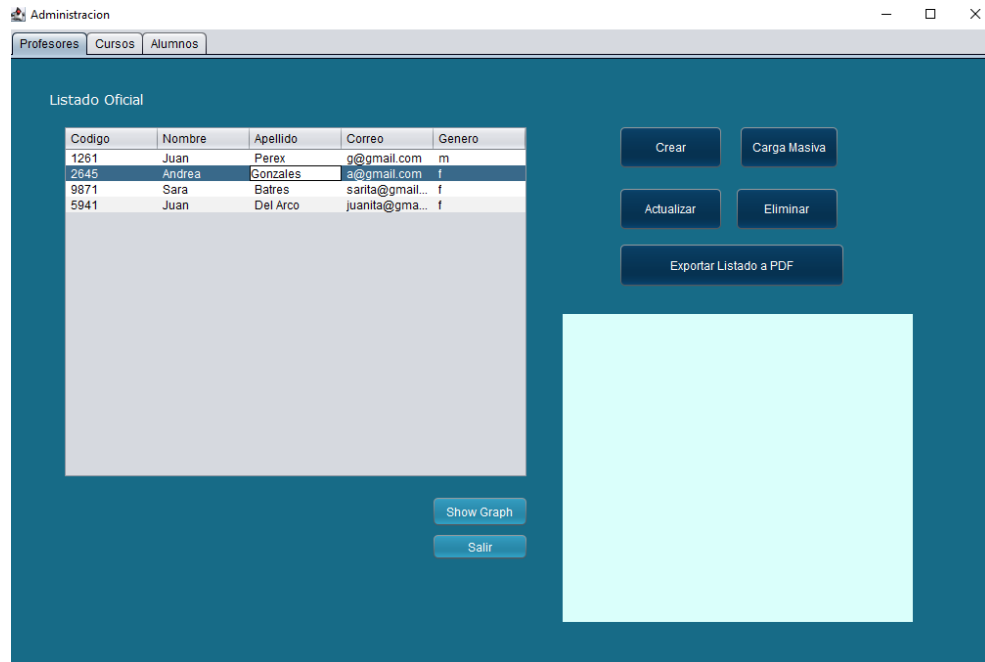 Administracion
Profesores Cursos Alumnos
Listado Oficial
Codigo Nombre Apellido Correo Genero
1261 Juan Perex g@gmail.com m
2645 Andrea Gonzales a@gmail.com f
9871 Sara Batres sarita@gmail... f
5941 Juan Del Arco juanita@gma... f
Crear Carga Masiva
Actualizar Eliminar
Exportar Listado a PDF
Show Graph
Salir